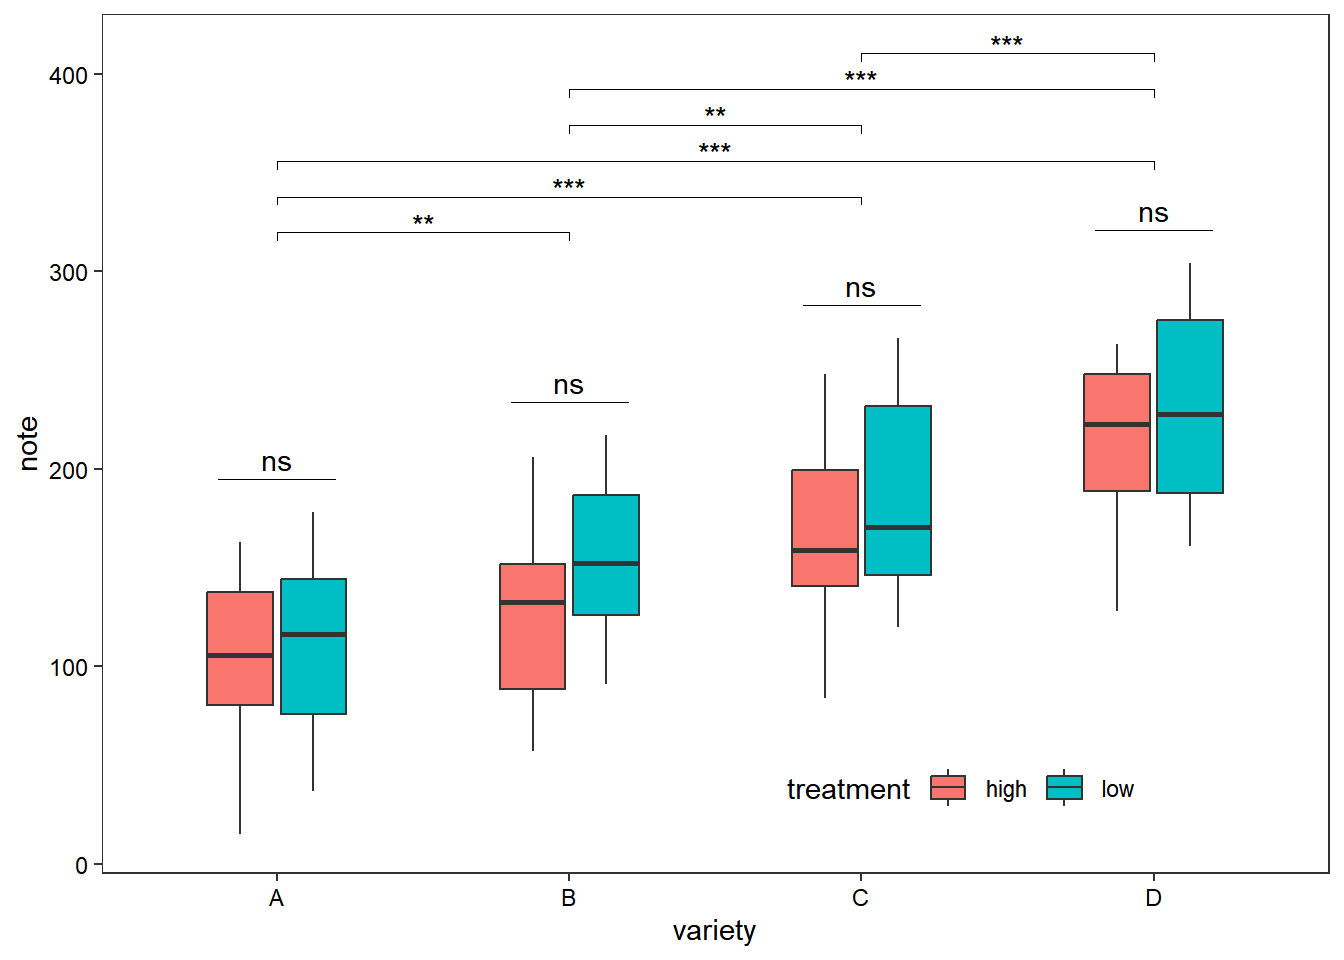 ***
***
**
***
***
**
ns
ns
ns
ns
400
300
200
100
0
note
treatment high low
A B C D
variety